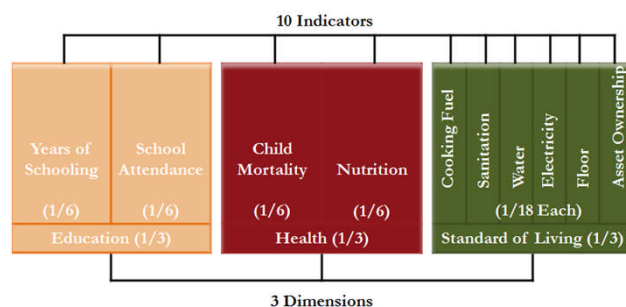 10 Indicators
Years of
Schooling
(1/6)
School
Attendance
(1/6)
Education (1/3)
Child
Mortality
(1/6)
Nutrition
(1/6)
Health (1/3)
Cooking Fuel
Sanitation
Water
Electricity
Floor
Asset Ownership
(1/18 Each)
Standard of Living (1/3)
3 Dimensions